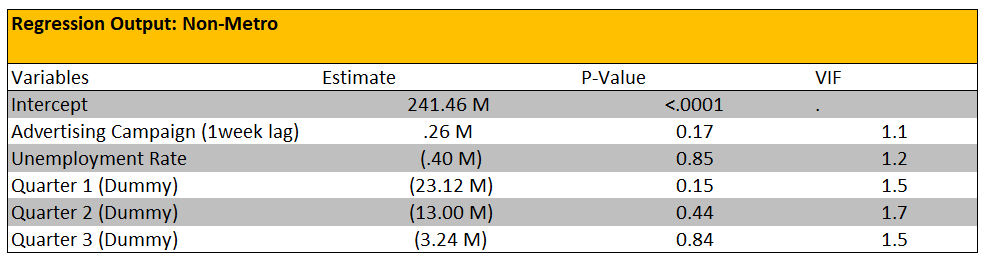 Regression Output: Non-Metro
Variables Estimate P-Value VIF
Intercept 241.46 M <.0001 .
Advertising Campaign (1week lag) .26 M 0.17 1.1
Unemployment Rate (.40 M) 0.85 1.2
Quarter 1 (Dummy) (23.12 M) 0.15 1.5
Quarter 2 (Dummy) (13.00 M) 0.44 1.7
Quarter 3 (Dummy) (3.24 M) 0.84 1.5